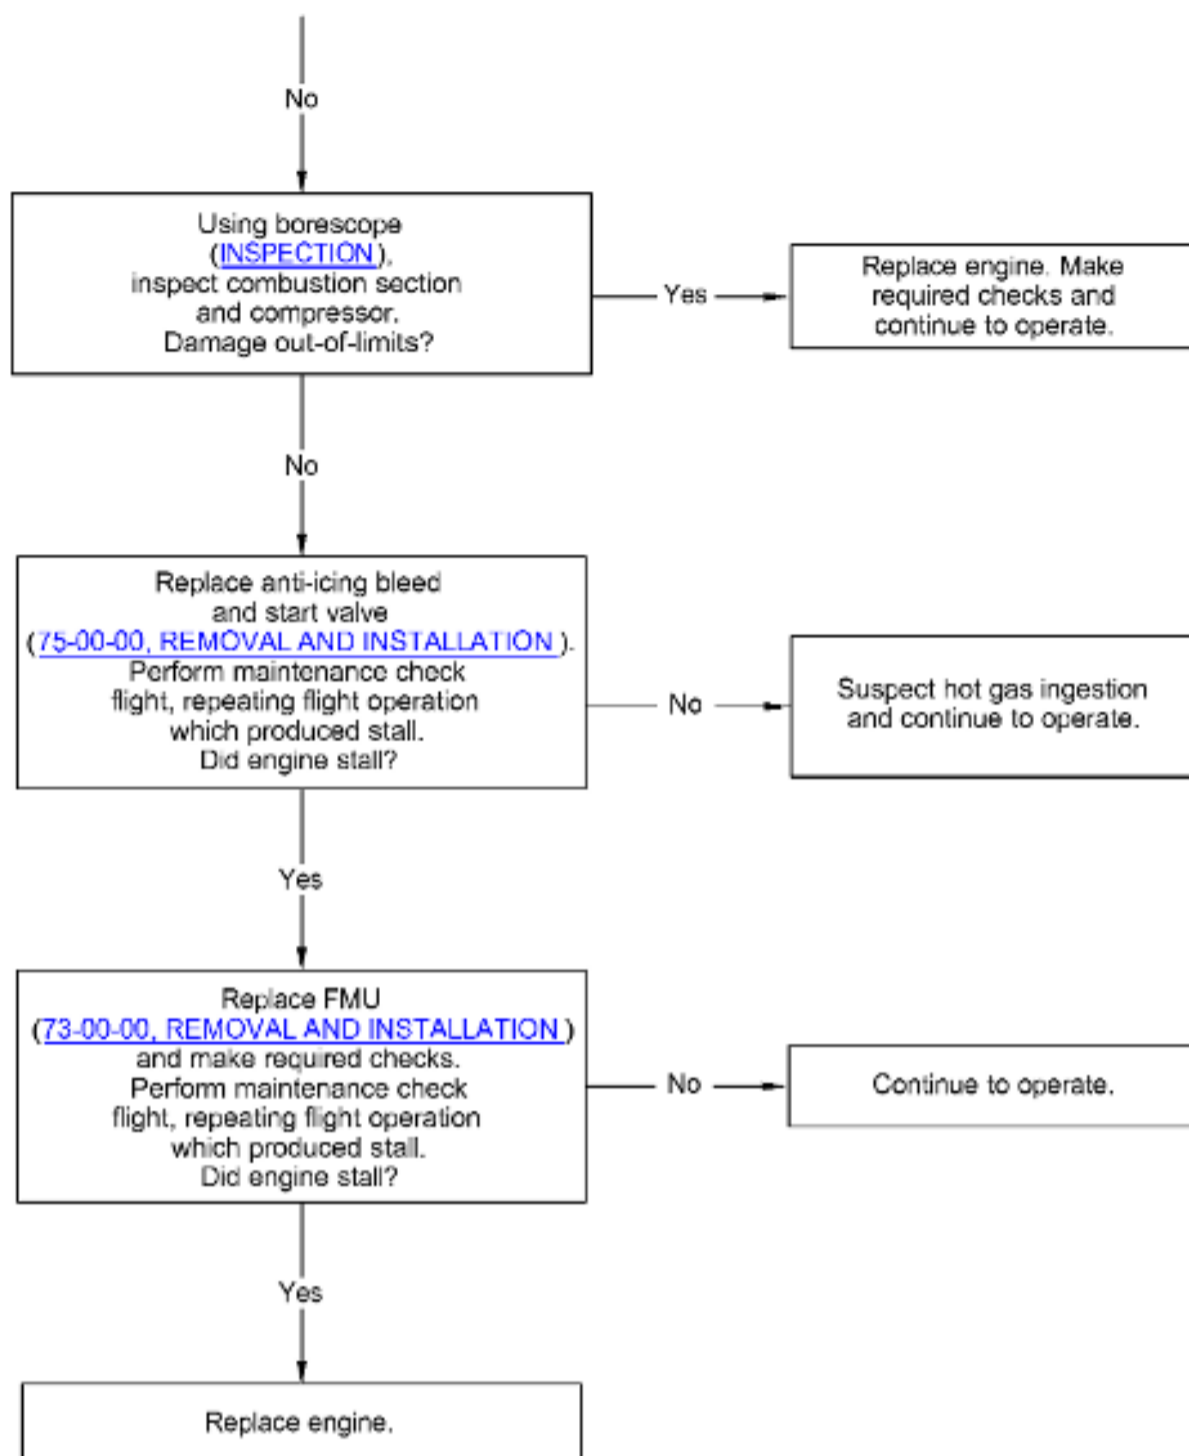 No
Using borescope
(INSPECTION),
inspect combustion section
and compressor.
Damage out-of-limits?
Yes
Replace engine. Make
required checks and
continue to operate.
No
Replace anti-icing bleed
and start valve
(75-00-00, REMOVAL AND INSTALLATION).
Perform maintenance check
flight, repeating flight operation
which produced stall.
Did engine stall?
No
Suspect hot gas ingestion
and continue to operate.
Yes
Replace FMU
(73-00-00, REMOVAL AND INSTALLATION)
and make required checks.
Perform maintenance check
flight, repeating flight operation
which produced stall.
Did engine stall?
No
Continue to operate.
Yes
Replace engine.